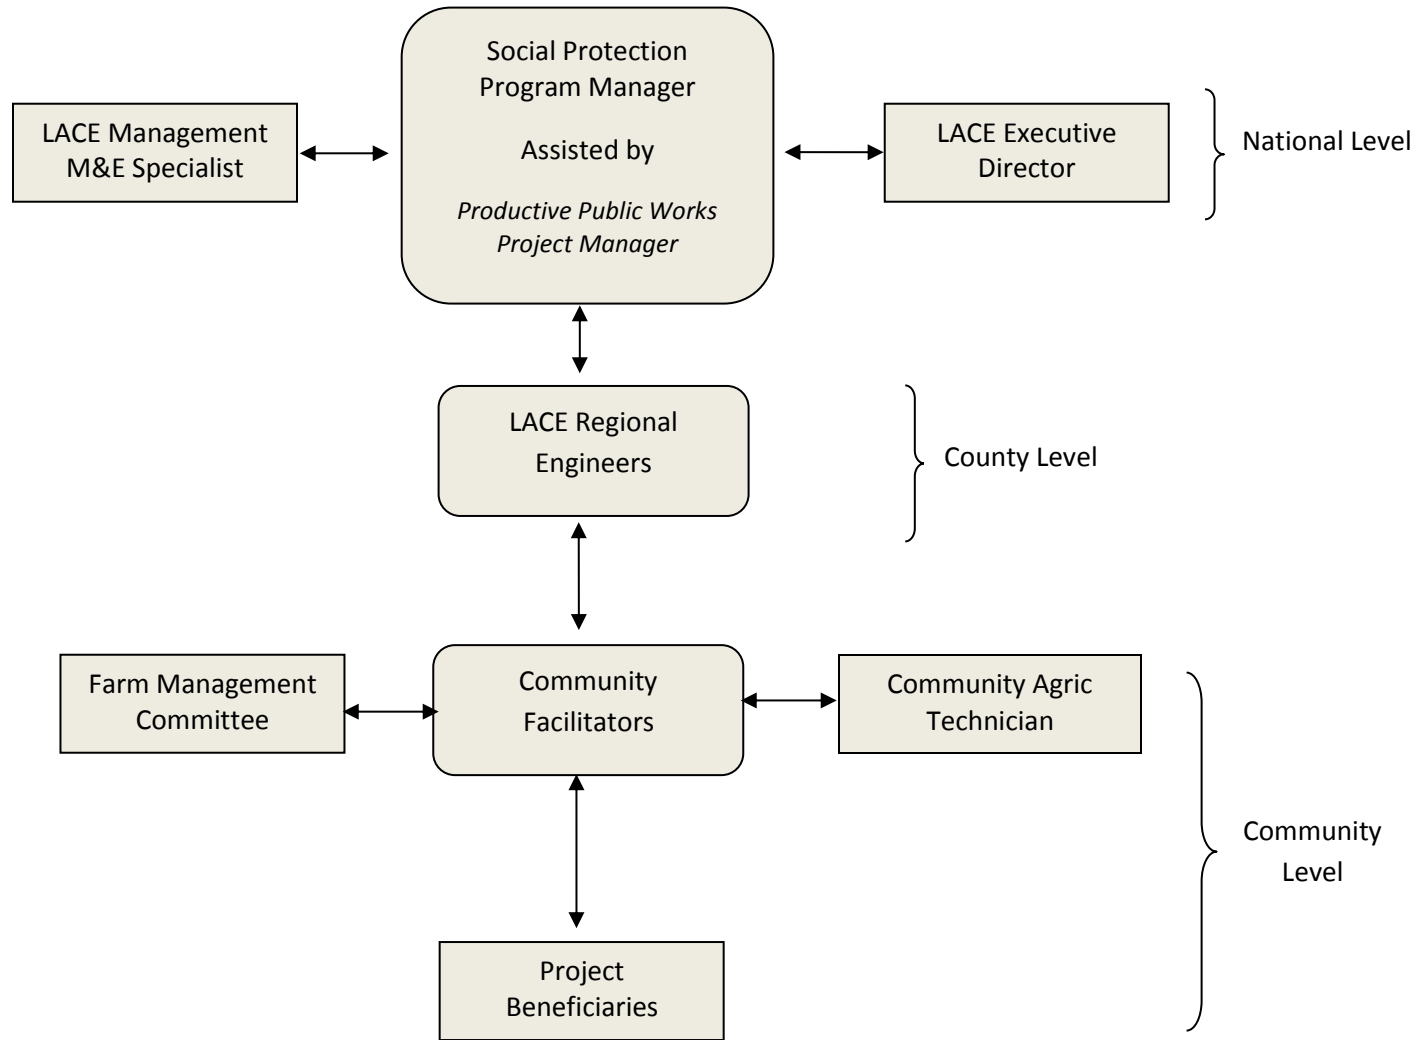 Social Protection
Program Manager
Assisted by
Productive Public Works
Project Manager
LACE Management
M&E Specialist
LACE Executive
Director
National Level
LACE Regional
Engineers
County Level
Farm Management
Committee
Community
Facilitators
Community Agric
Technician
Community
Level
Project
Beneficiaries